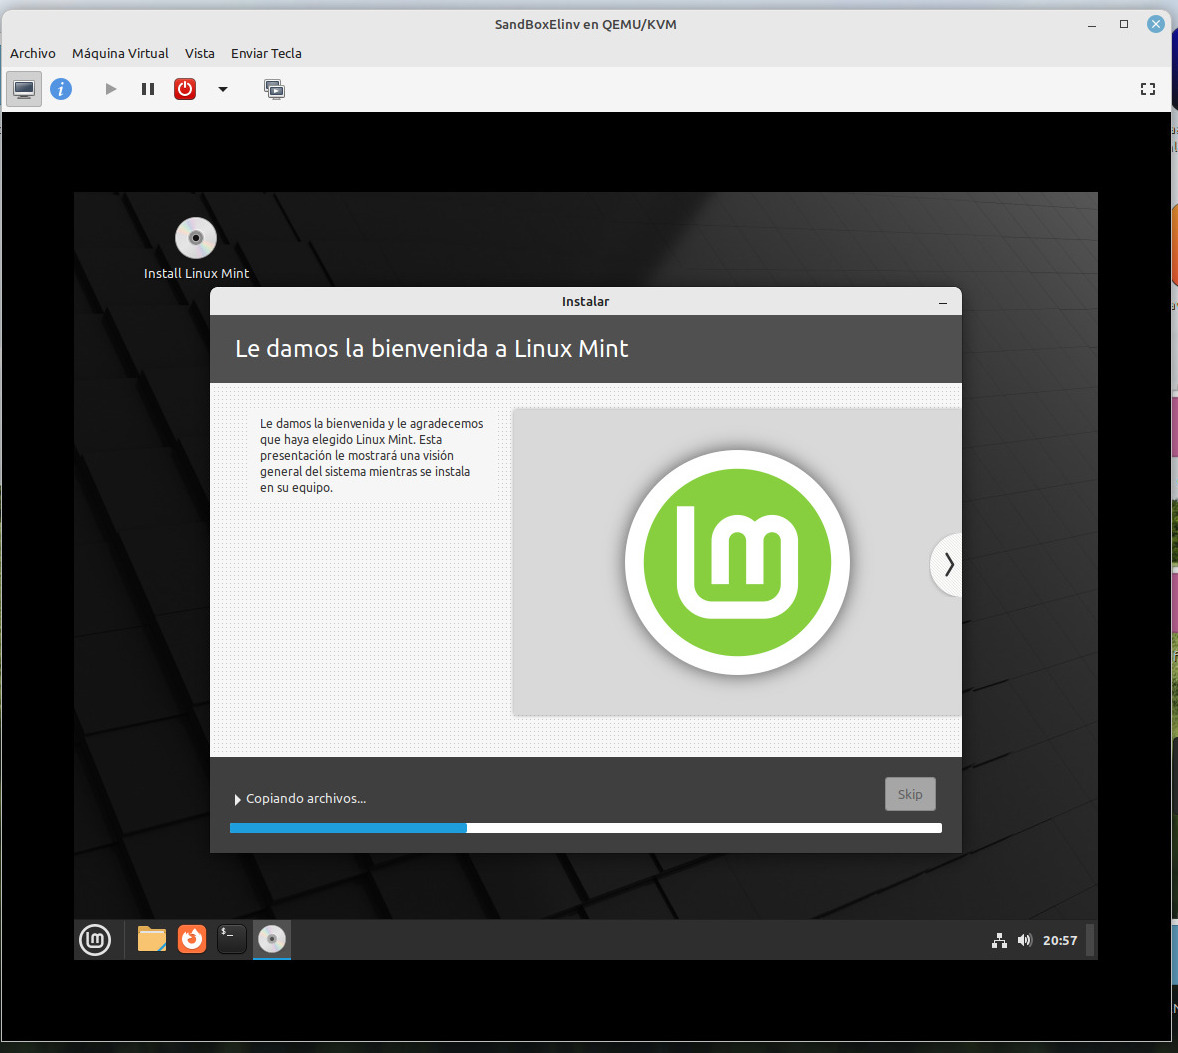 SandBoxElinv en QEMU/KVM
Archivo Máquina Virtual Vista Enviar Tecla
Install Linux Mint
Instalar
Le damos la bienvenida a Linux Mint
Le damos la bienvenida y le agradecemos
que haya elegido Linux Mint. Esta
presentación le mostrará una visión
general del sistema mientras se instala
en su equipo.
Copiando archivos...
Skip
20:57